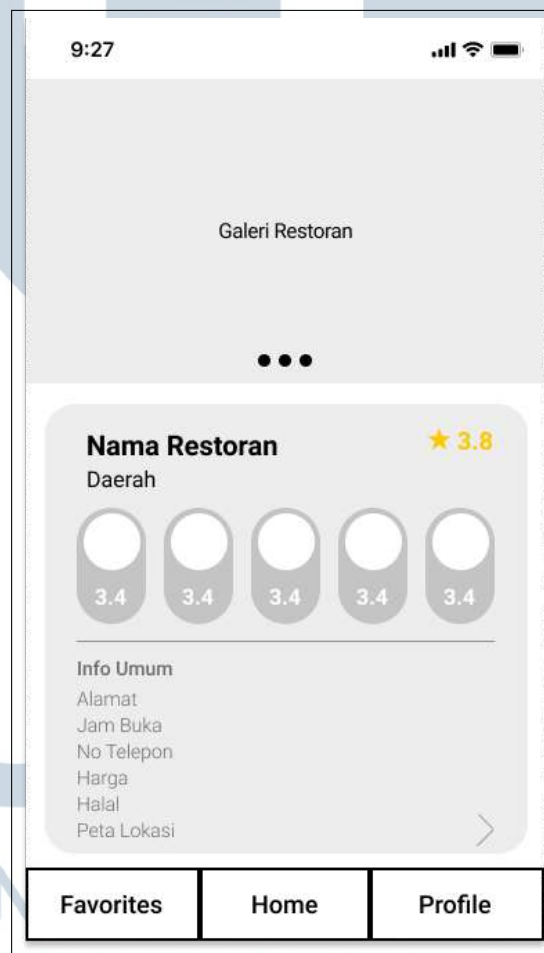 9:27
Galeri Restoran
Nama Restoran
★ 3.8
Daerah
3.4 3.4 3.4 3.4 3.4
Info Umum
Alamat
Jam Buka
No Telepon
Harga
Halal
Peta Lokasi
Favorites Home Profile